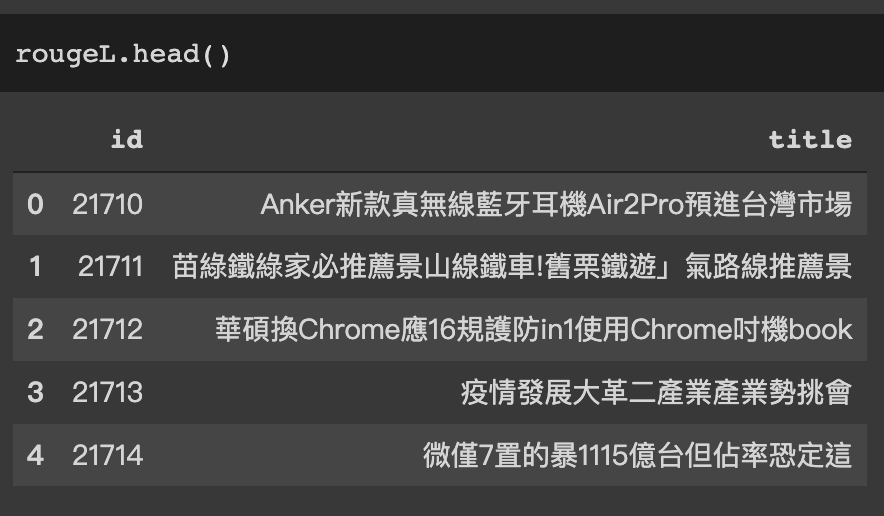 rougeL.head()
id title
0 21710 Anker新款真無線藍牙耳機Air2Pro預進台灣市場
1 21711 苗綠鐵綠家必推薦景山線鐵車!舊栗鐵遊」氣路線推薦景
2 21712 華碩換Chrome應16規護防in1使用Chrome吋機book
3 21713 疫情發展大革二產業產業勢挑會
4 21714 微僅7置的暴1115億台但佔率恐定這